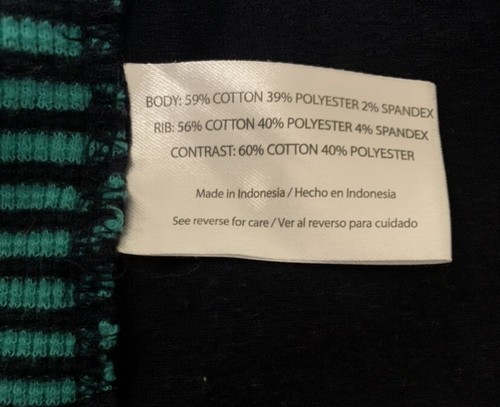 BODY: 59% COTTON 39% POLYESTER 2% SPANDEX
RIB: 56% COTTON 40% POLYESTER 4% SPANDEX
CONTRAST: 60% COTTON 40% POLYESTER
Made in Indonesia / Hecho en Indonesia
See reverse for care / Ver al reverso para cuidado